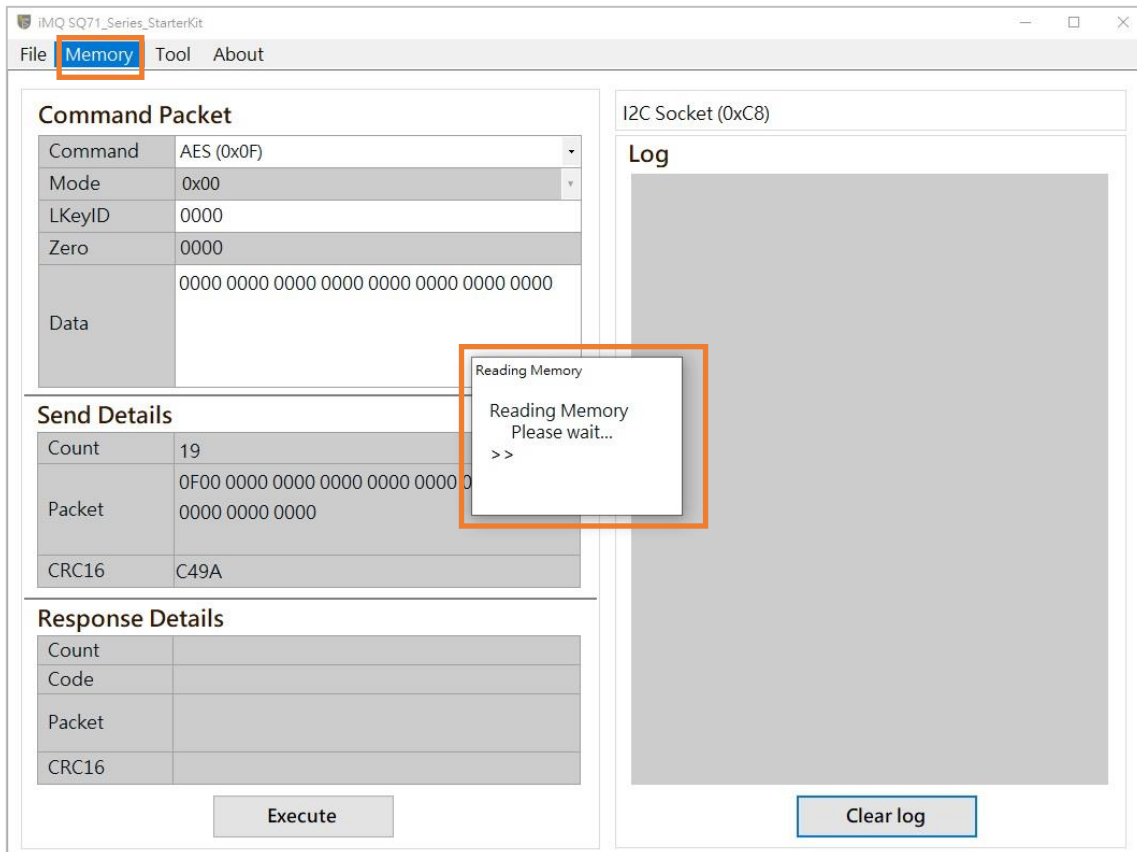 iMQ SQ71_Series_StarterKit
File Memory Tool About
Command Packet
Command AES (0x0F)
Mode 0x00
LKeyID 0000
Zero 0000
Data 0000 0000 0000 0000 0000 0000 0000 0000
Send Details
Count 19
Packet 0F00 0000 0000 0000 0000 0000 0
0000 0000 0000
CRC16 C49A
Response Details
Count
Code
Packet
CRC16
Execute
I2C Socket (0xC8)
Log
Clear log
Reading Memory
Reading Memory
Please wait...
>>